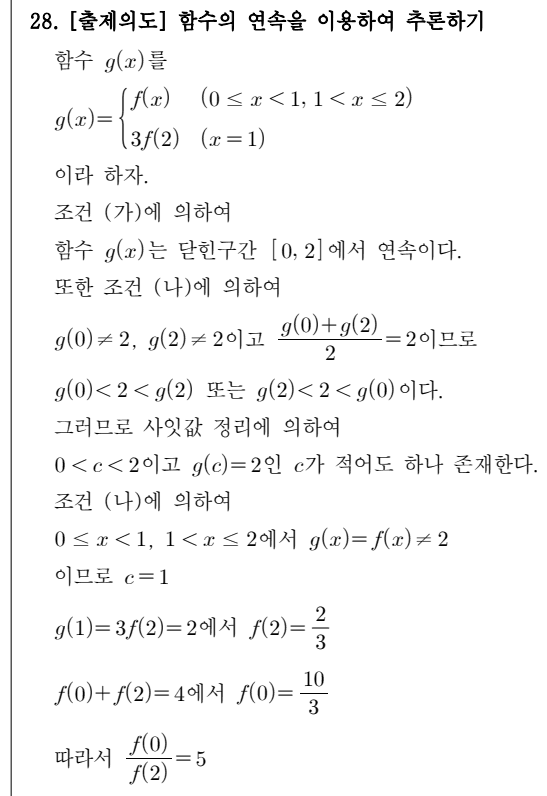 28. [출제의도] 함수의 연속을 이용하여 추론하기
함수 g(x)를
g(x)={f(x) (0≤x<1, 1<x≤2)
3f(2) (x=1)
이라 하자.
조건 (가)에 의하여
함수 g(x)는 닫힌구간 [0, 2]에서 연속이다.
또한 조건 (나)에 의하여
g(0)≠2, g(2)≠2이고 (g(0)+g(2))/2=2이므로
g(0)<2<g(2) 또는 g(2)<2<g(0)이다.
그러므로 사잇값 정리에 의하여
0<c<2이고 g(c)=2인 c가 적어도 하나 존재한다.
조건 (나)에 의하여
0≤x<1, 1<x≤2에서 g(x)=f(x)≠2
이므로 c=1
g(1)=3f(2)=2에서 f(2)=2/3
f(0)+f(2)=4에서 f(0)=10/3
따라서 f(0)/f(2)=5